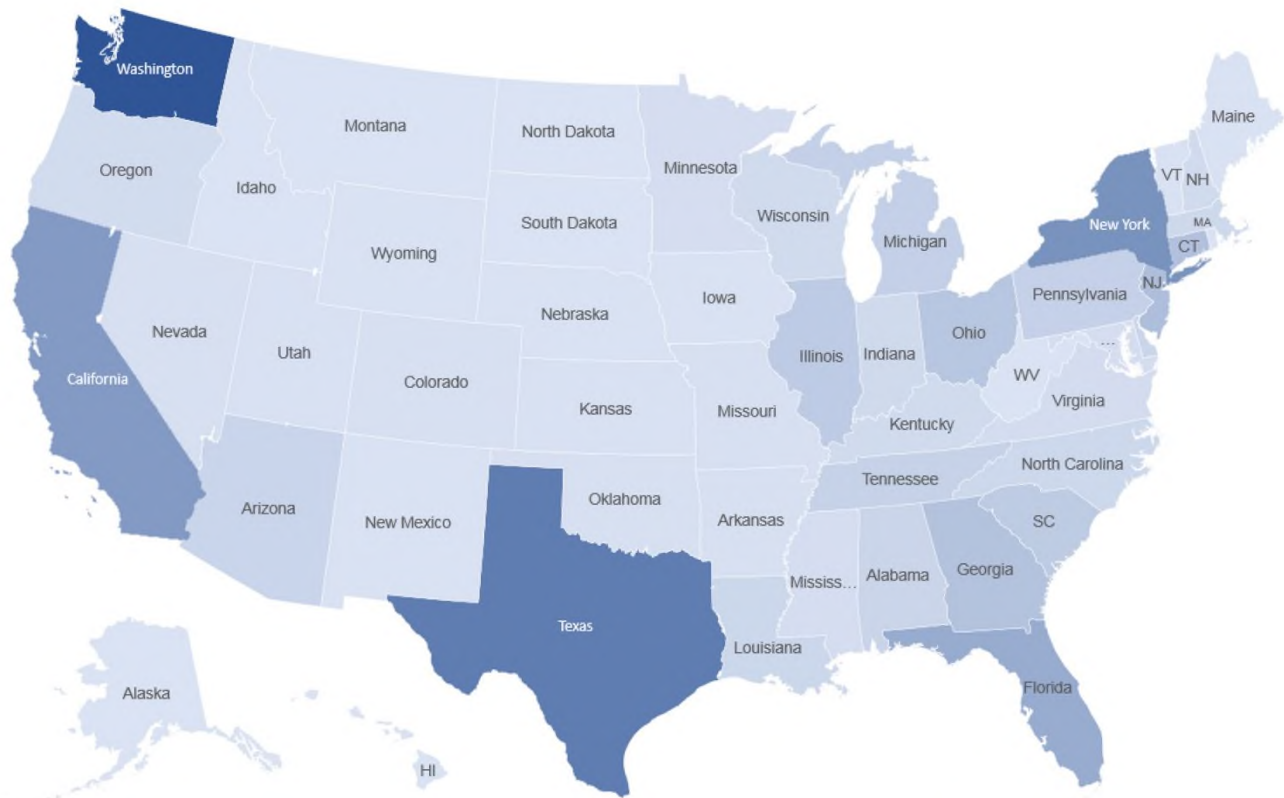 Washington
Montana
North Dakota
Minnesota
Maine
Oregon
Idaho
VT
NH
Wisconsin
South Dakota
New York
MA
Michigan
CT
Wyoming
NJ
Pennsylvania
Iowa
Nebraska
Nevada
Ohio
...
Utah
Illinois
Indiana
California
Colorado
WV
Virginia
Kansas
Missouri
Kentucky
North Carolina
Tennessee
Oklahoma
Arizona
New Mexico
Arkansas
SC
Georgia
Mississ...
Alabama
Texas
Louisiana
Florida
Alaska
HI